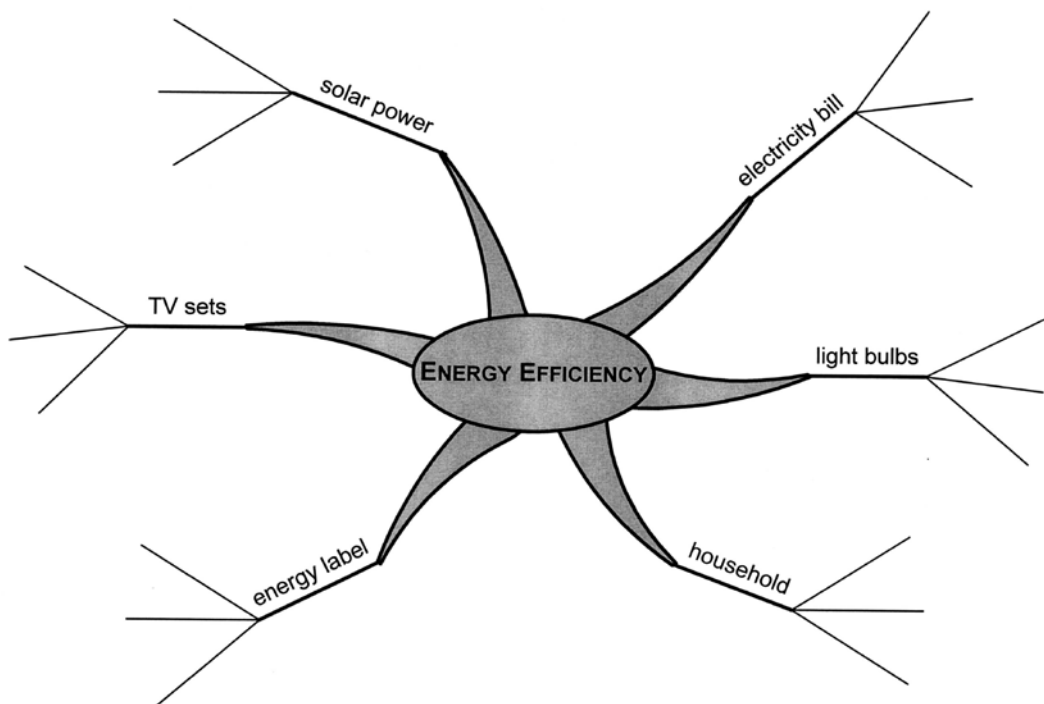 solar power
electricity bill
TV sets
ENERGY EFFICIENCY
light bulbs
energy label
household